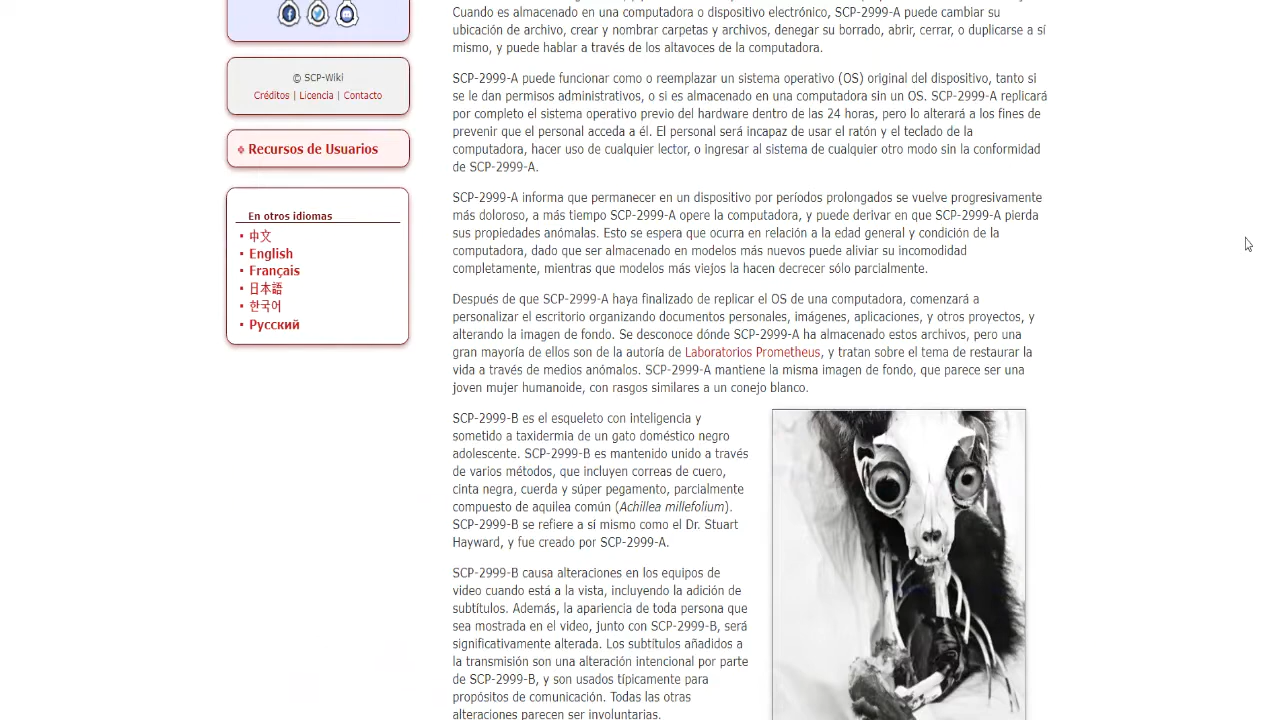 © SCP-Wiki
Créditos | Licencia | Contacto
Recursos de Usuarios
En otros idiomas
中文
English
Français
日本語
한국어
Русский
Cuando es almacenado en una computadora o dispositivo electrónico, SCP-2999-A puede cambiar su
ubicación de archivo, crear y nombrar carpetas y archivos, denegar su borrado, abrir, cerrar, o duplicarse a sí
mismo, y puede hablar a través de los altavoces de la computadora.
SCP-2999-A puede funcionar como o reemplazar un sistema operativo (OS) original del dispositivo, tanto si
se le dan permisos administrativos, o si es almacenado en una computadora sin un OS. SCP-2999-A replicará
por completo el sistema operativo previo del hardware dentro de las 24 horas, pero lo alterará a los fines de
prevenir que el personal acceda a él. El personal será incapaz de usar el ratón y el teclado de la
computadora, hacer uso de cualquier lector, o ingresar al sistema de cualquier otro modo sin la conformidad
de SCP-2999-A.
SCP-2999-A informa que permanecer en un dispositivo por períodos prolongados se vuelve progresivamente
más doloroso, a más tiempo SCP-2999-A opere la computadora, y puede derivar en que SCP-2999-A pierda
sus propiedades anómalas. Esto se espera que ocurra en relación a la edad general y condición de la
computadora, dado que ser almacenado en modelos más nuevos puede aliviar su incomodidad
completamente, mientras que modelos más viejos la hacen decrecer sólo parcialmente.
Después de que SCP-2999-A haya finalizado de replicar el OS de una computadora, comenzará a
personalizar el escritorio organizando documentos personales, imágenes, aplicaciones, y otros proyectos, y
alterando la imagen de fondo. Se desconoce dónde SCP-2999-A ha almacenado estos archivos, pero una
gran mayoría de ellos son de la autoría de Laboratorios Prometheus, y tratan sobre el tema de restaurar la
vida a través de medios anómalos. SCP-2999-A mantiene la misma imagen de fondo, que parece ser una
joven mujer humanoide, con rasgos similares a un conejo blanco.
SCP-2999-B es el esqueleto con inteligencia y
sometido a taxidermia de un gato doméstico negro
adolescente. SCP-2999-B es mantenido unido a través
de varios métodos, que incluyen correas de cuero,
cinta negra, cuerda y súper pegamento, parcialmente
compuesto de aquilea común (Achillea millefolium).
SCP-2999-B se refiere a sí mismo como el Dr. Stuart
Hayward, y fue creado por SCP-2999-A.
SCP-2999-B causa alteraciones en los equipos de
video cuando está a la vista, incluyendo la adición de
subtítulos. Además, la apariencia de toda persona que
sea mostrada en el video, junto con SCP-2999-B, será
significativamente alterada. Los subtítulos añadidos a
la transmisión son una alteración intencional por parte
de SCP-2999-B, y son usados típicamente para
propósitos de comunicación. Todas las otras
alteraciones parecen ser involuntarias.